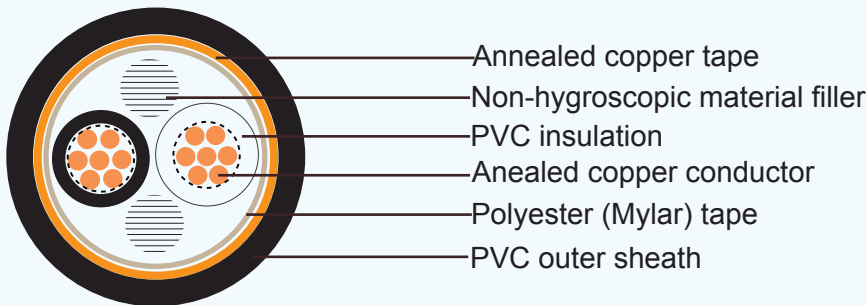 Annealed copper tape
Non-hygroscopic material filler
PVC insulation
Anealed copper conductor
Polyester (Mylar) tape
PVC outer sheath